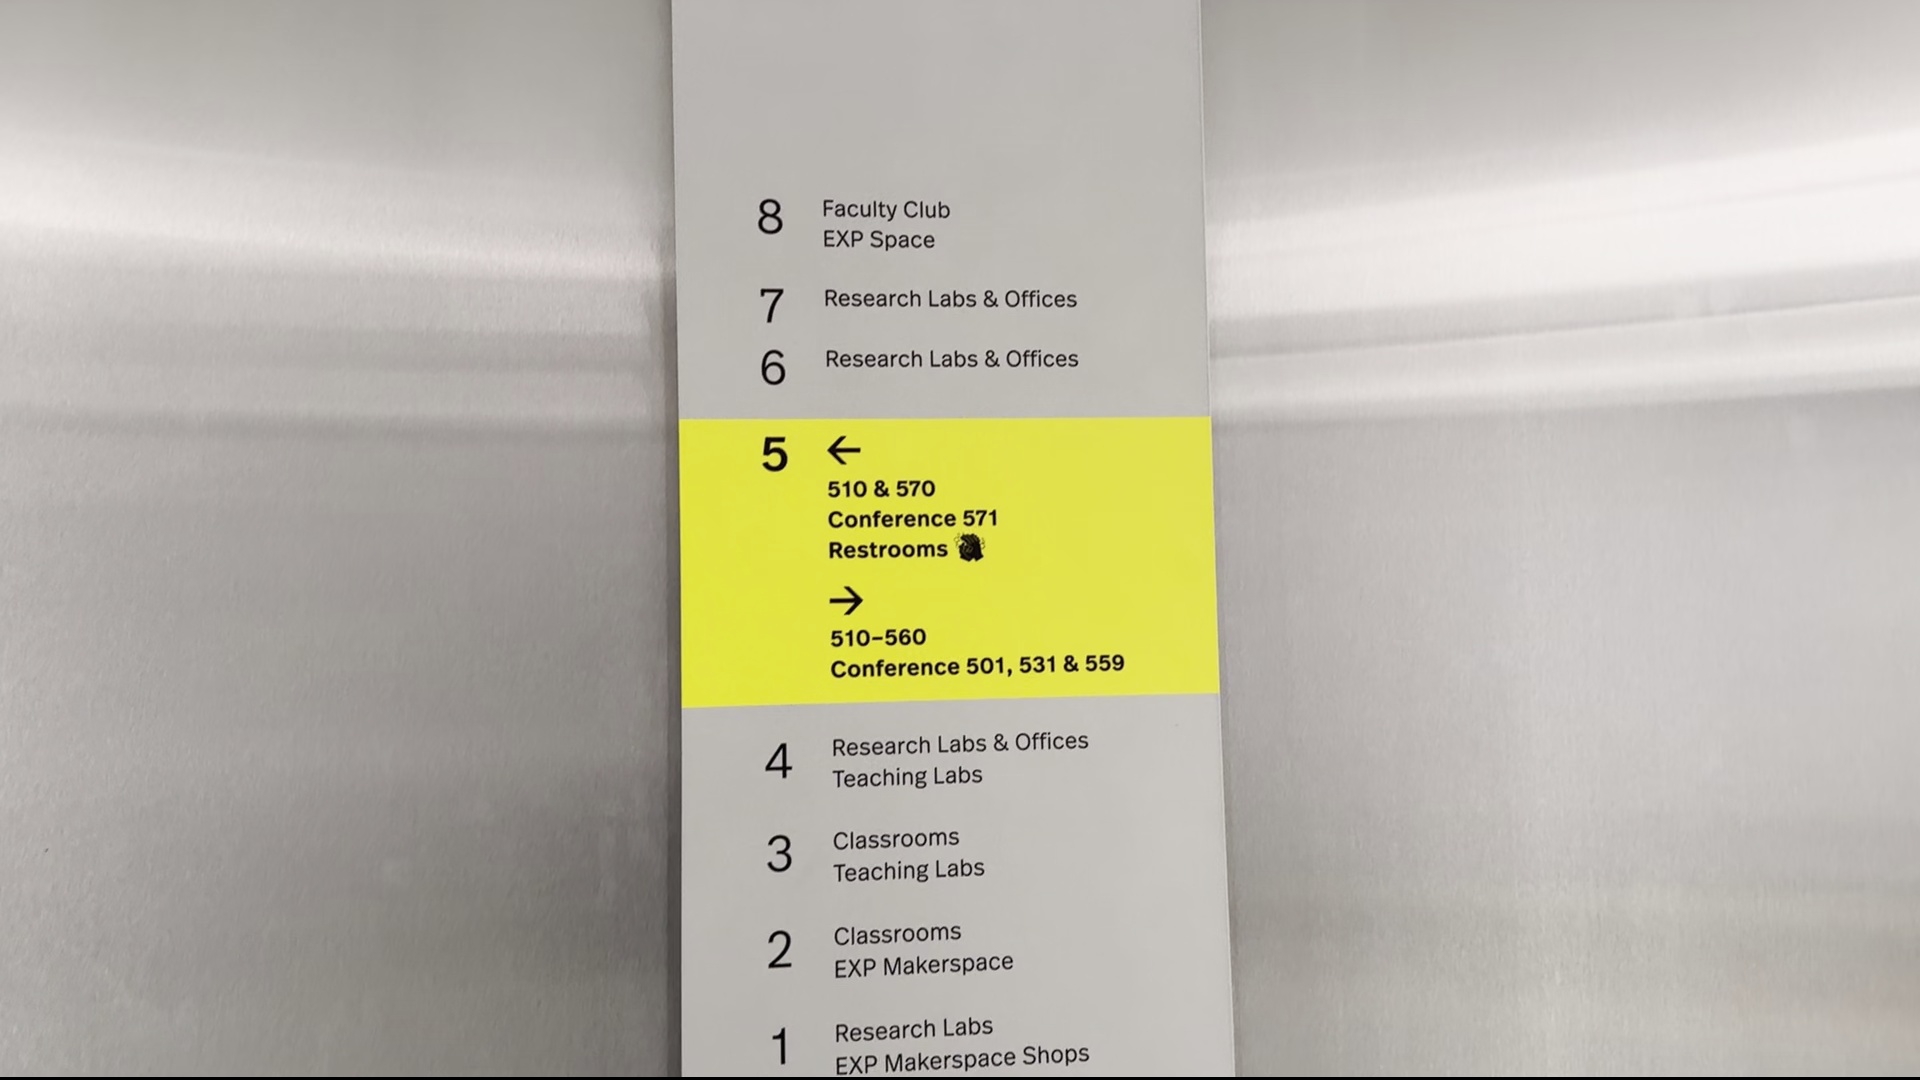 8 Faculty Club
EXP Space
7 Research Labs & Offices
6 Research Labs & Offices
5 ←
510 & 570
Conference 571
Restrooms
→
510–560
Conference 501, 531 & 559
4 Research Labs & Offices
Teaching Labs
3 Classrooms
Teaching Labs
2 Classrooms
EXP Makerspace
1 Research Labs
EXP Makerspace Shops